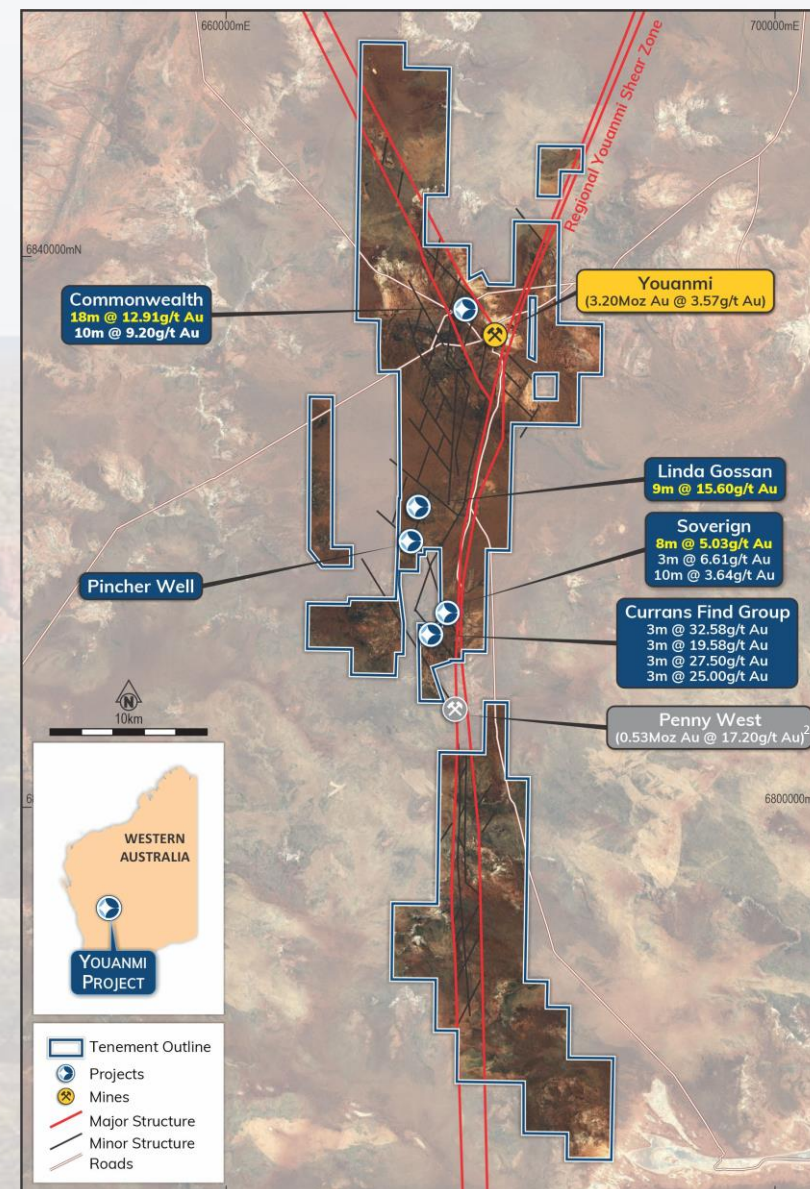 660000mE
700000mE
Regional Youanmi Shear Zone
6840000mN
Commonwealth
18m @ 12.91g/t Au
10m @ 9.20g/t Au
Youanmi
(3.20Moz Au @ 3.57g/t Au)
Linda Gossan
9m @ 15.60g/t Au
Soverign
8m @ 5.03g/t Au
3m @ 6.61g/t Au
10m @ 3.64g/t Au
Pincher Well
Currans Find Group
3m @ 32.58g/t Au
3m @ 19.58g/t Au
3m @ 27.50g/t Au
3m @ 25.00g/t Au
N
10km
Penny West
(0.53Moz Au @ 17.20g/t Au)2
WESTERN
AUSTRALIA
YOUANMI
PROJECT
Tenement Outline
Projects
Mines
Major Structure
Minor Structure
Roads